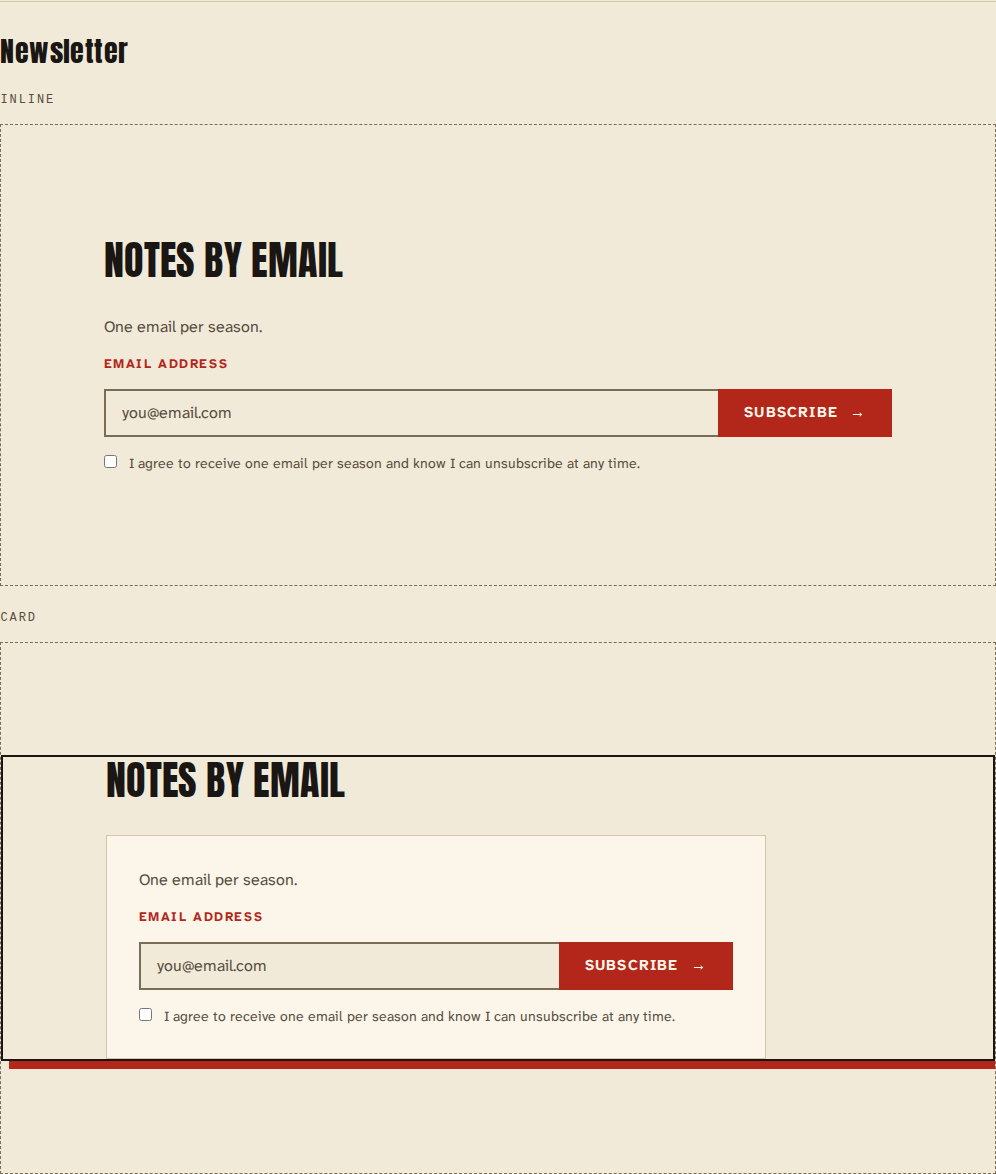 Newsletter
INLINE
NOTES BY EMAIL
One email per season.
EMAIL ADDRESS
you@email.com
SUBSCRIBE →
I agree to receive one email per season and know I can unsubscribe at any time.
CARD
NOTES BY EMAIL
One email per season.
EMAIL ADDRESS
you@email.com
SUBSCRIBE →
I agree to receive one email per season and know I can unsubscribe at any time.